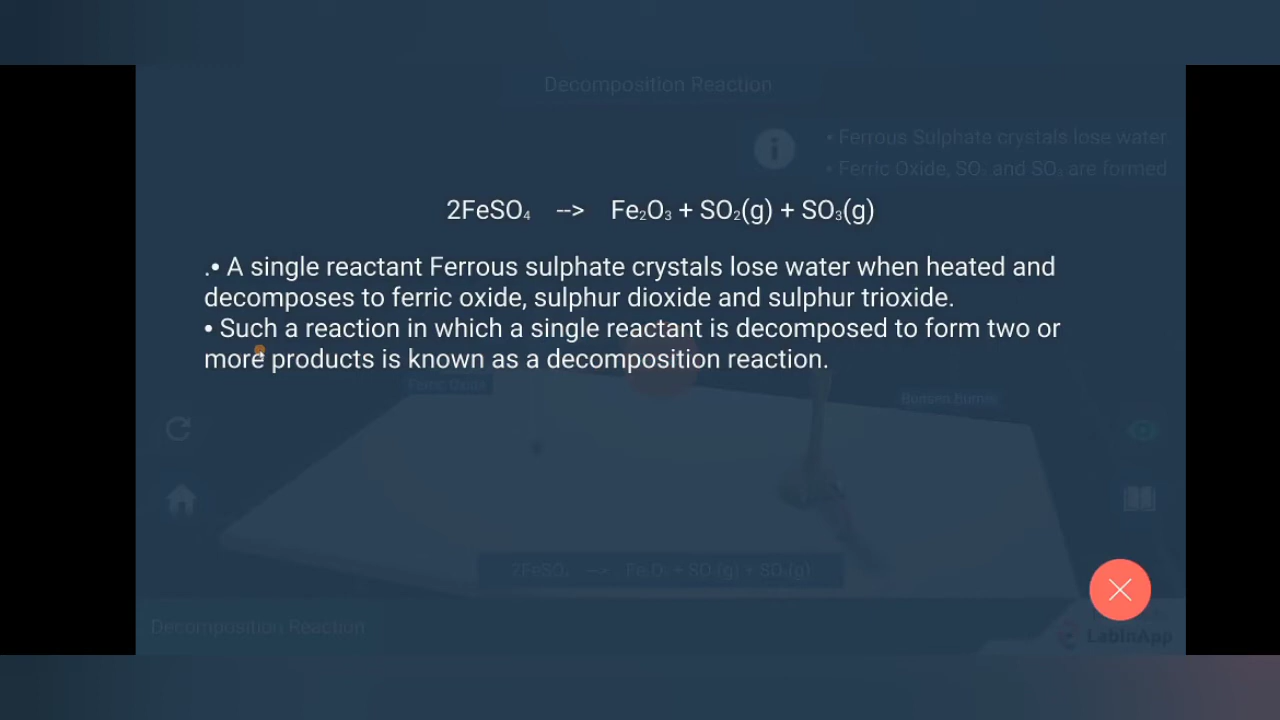 Decomposition Reaction
• Ferrous Sulphate crystals lose water
• Ferric Oxide, SO₂ and SO₃ are formed
2FeSO₄ --> Fe₂O₃ + SO₂(g) + SO₃(g)
.• A single reactant Ferrous sulphate crystals lose water when heated and
decomposes to ferric oxide, sulphur dioxide and sulphur trioxide.
• Such a reaction in which a single reactant is decomposed to form two or
more products is known as a decomposition reaction.
Ferric Oxide
Bunsen Burner
2FeSO₄ --> Fe₂O₃ + SO₂(g) + SO₃(g)
Decomposition Reaction
LabInApp